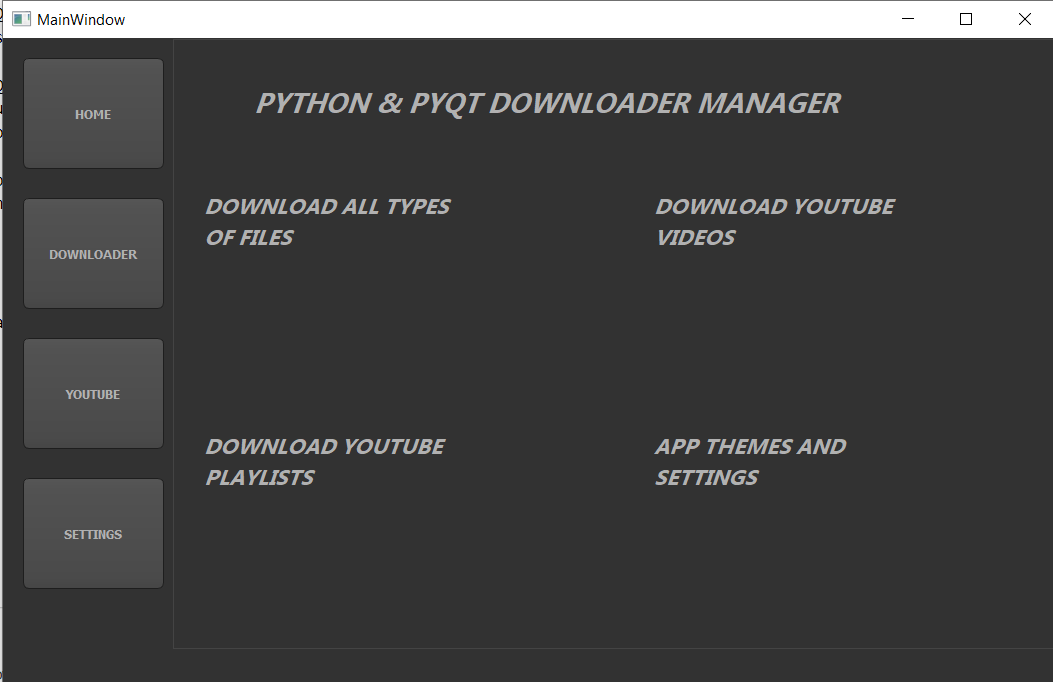 MainWindow
HOME
DOWNLOADER
YOUTUBE
SETTINGS
PYTHON & PYQT DOWNLOADER MANAGER
DOWNLOAD ALL TYPES
OF FILES
DOWNLOAD YOUTUBE
VIDEOS
DOWNLOAD YOUTUBE
PLAYLISTS
APP THEMES AND
SETTINGS